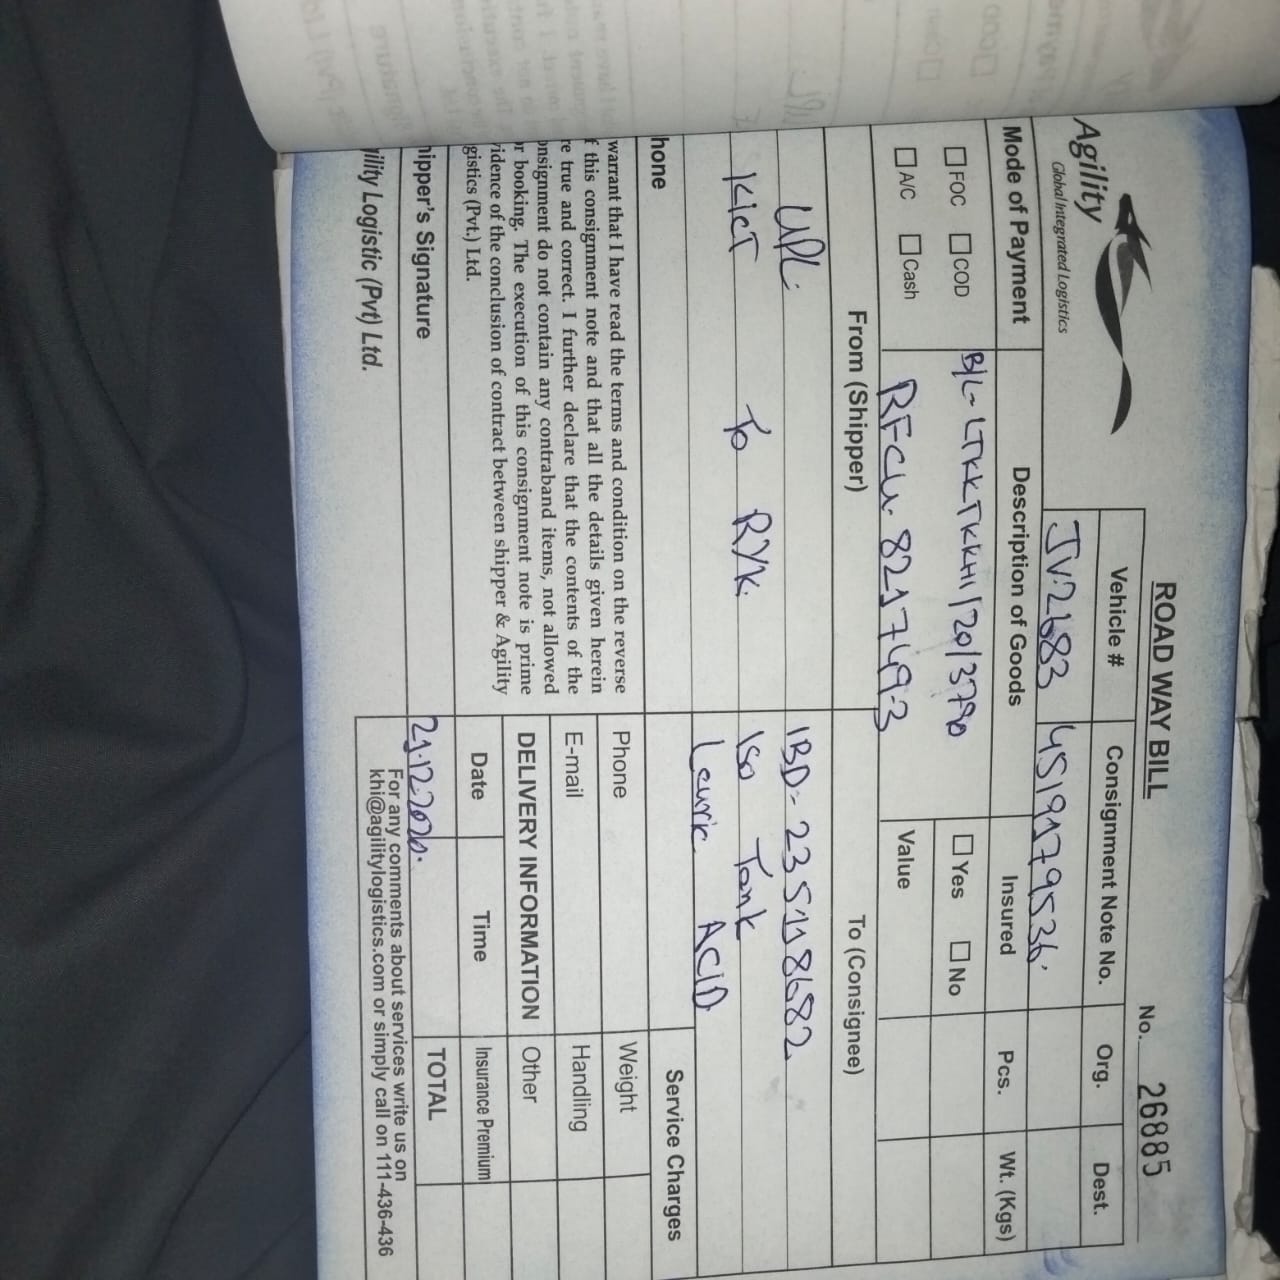 ROAD WAY BILL
No. 26885
Agility
Global Integrated Logistics
Vehicle # Consignment Note No. Org. Dest.
JV.2683 4519179536.
Mode of Payment Description of Goods Insured Pcs. Wt. (Kgs)
FOC COD B/L- LTKKTKKHI/20/3790 Yes No
A/C Cash RFCU. 821749-3 Value
From (Shipper) To (Consignee)
UPL. IBD- 235118682
KICT To RYK. ISO Tank
Leuric ACID
hone Service Charges
warrant that I have read the terms and condition on the reverse
f this consignment note and that all the details given herein
re true and correct. I further declare that the contents of the
onsignment do not contain any contraband items, not allowed
or booking. The execution of this consignment note is prime
vidence of the conclusion of contract between shipper & Agility
gistics (Pvt.) Ltd.
Phone Weight
E-mail Handling
DELIVERY INFORMATION Other
Date Time Insurance Premium
hipper's Signature 21.12.2020. TOTAL
ility Logistic (Pvt) Ltd.
For any comments about services write us on
khi@agilitylogistics.com or simply call on 111-436-436